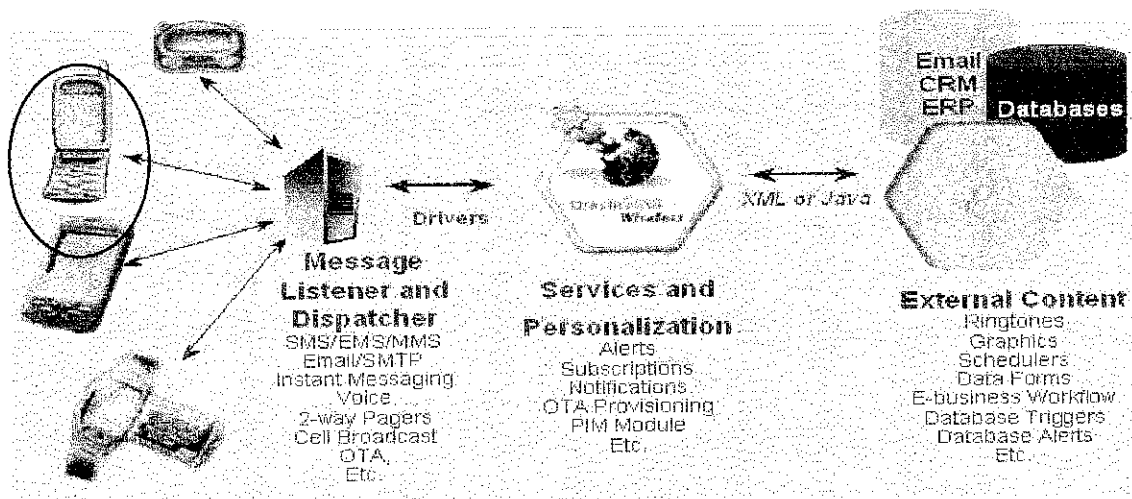 Email
CRM
ERP
Databases
Drivers
Wireless
XML or Java
Message
Listener and
Dispatcher
SMS/EMS/MMS
Email/SMTP
Instant Messaging
Voice
2-way Pagers
Cell Broadcast
OTA
Etc.
Services and
Personalization
Alerts
Subscriptions
Notifications
OTA Provisioning
PIM Module
Etc.
External Content
Ringtones
Graphics
Schedulers
Data Forms
E-business Workflow
Database Triggers
Database Alerts
Etc.